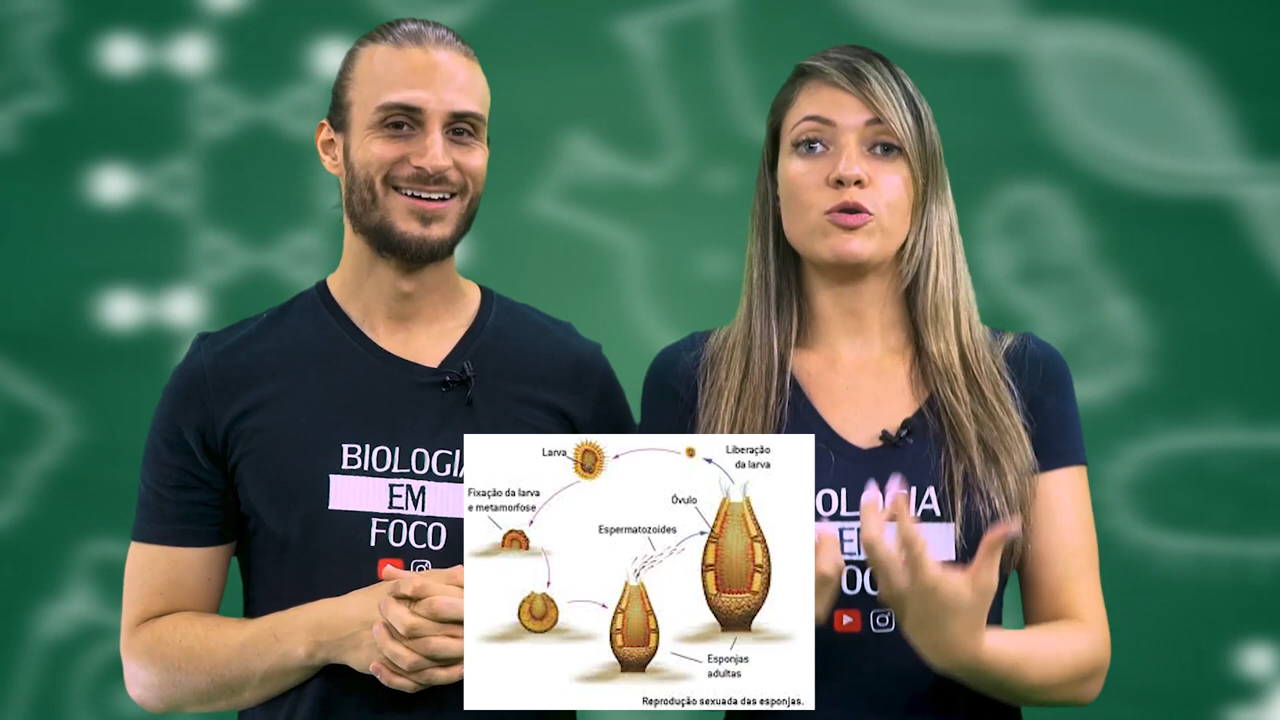 BIOLOGIA
EM
FOCO
OLOGIA
Larva
Liberação
da larva
Fixação da larva
e metamorfose
Óvulo
Espermatozoides
Esponjas
adultas
Reprodução sexuada das esponjas.